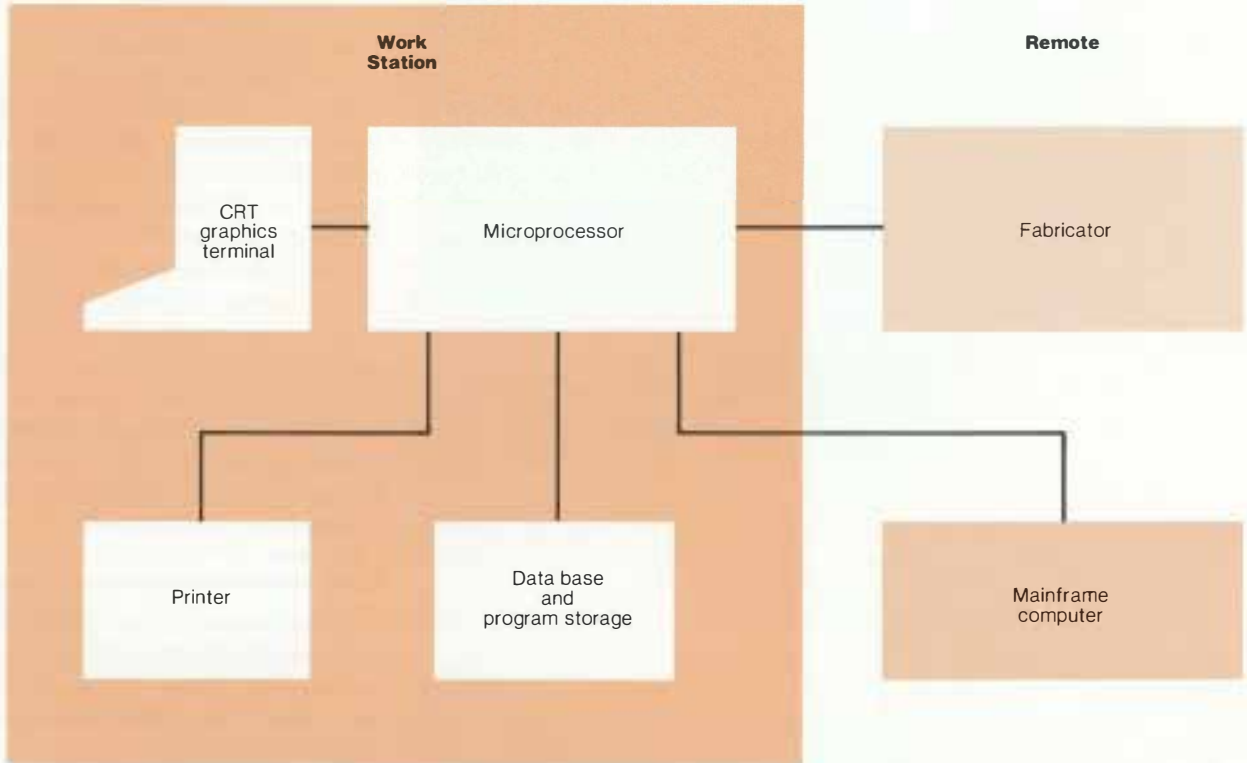 Work
Station
Remote
CRT
graphics
terminal
Microprocessor
Fabricator
Printer
Data base
and
program storage
Mainframe
computer